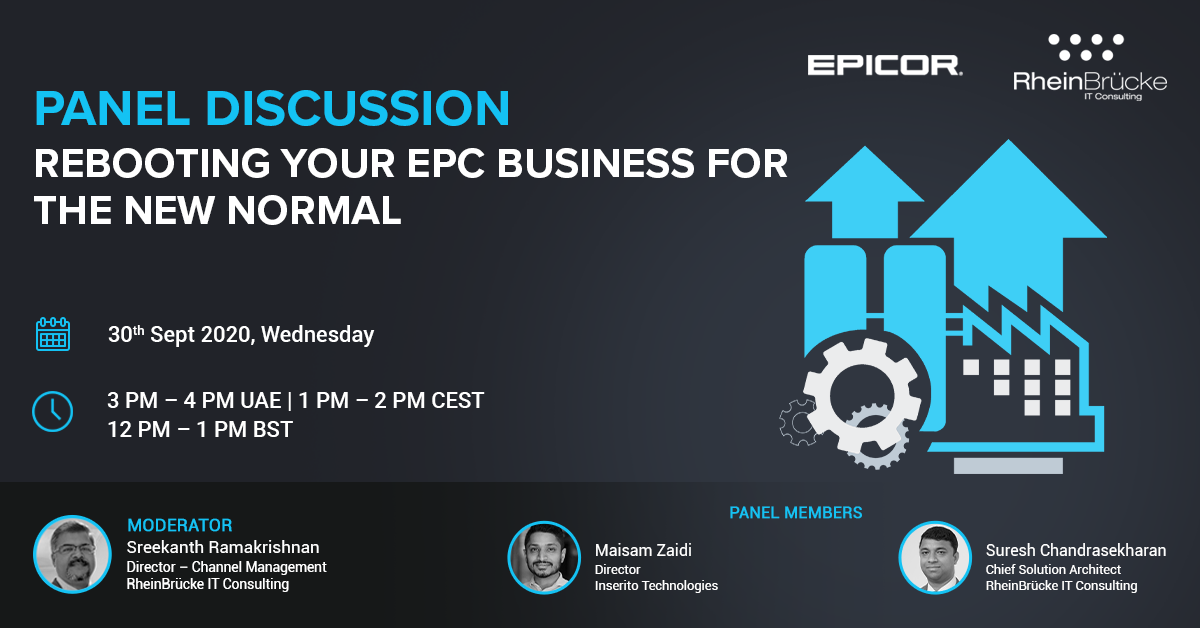 EPICOR®
RheinBrücke
IT Consulting
PANEL DISCUSSION
REBOOTING YOUR EPC BUSINESS FOR
THE NEW NORMAL
30th Sept 2020, Wednesday
3 PM – 4 PM UAE | 1 PM – 2 PM CEST
12 PM – 1 PM BST
MODERATOR
Sreekanth Ramakrishnan
Director – Channel Management
RheinBrücke IT Consulting
PANEL MEMBERS
Maisam Zaidi
Director
Inserito Technologies
Suresh Chandrasekharan
Chief Solution Architect
RheinBrücke IT Consulting